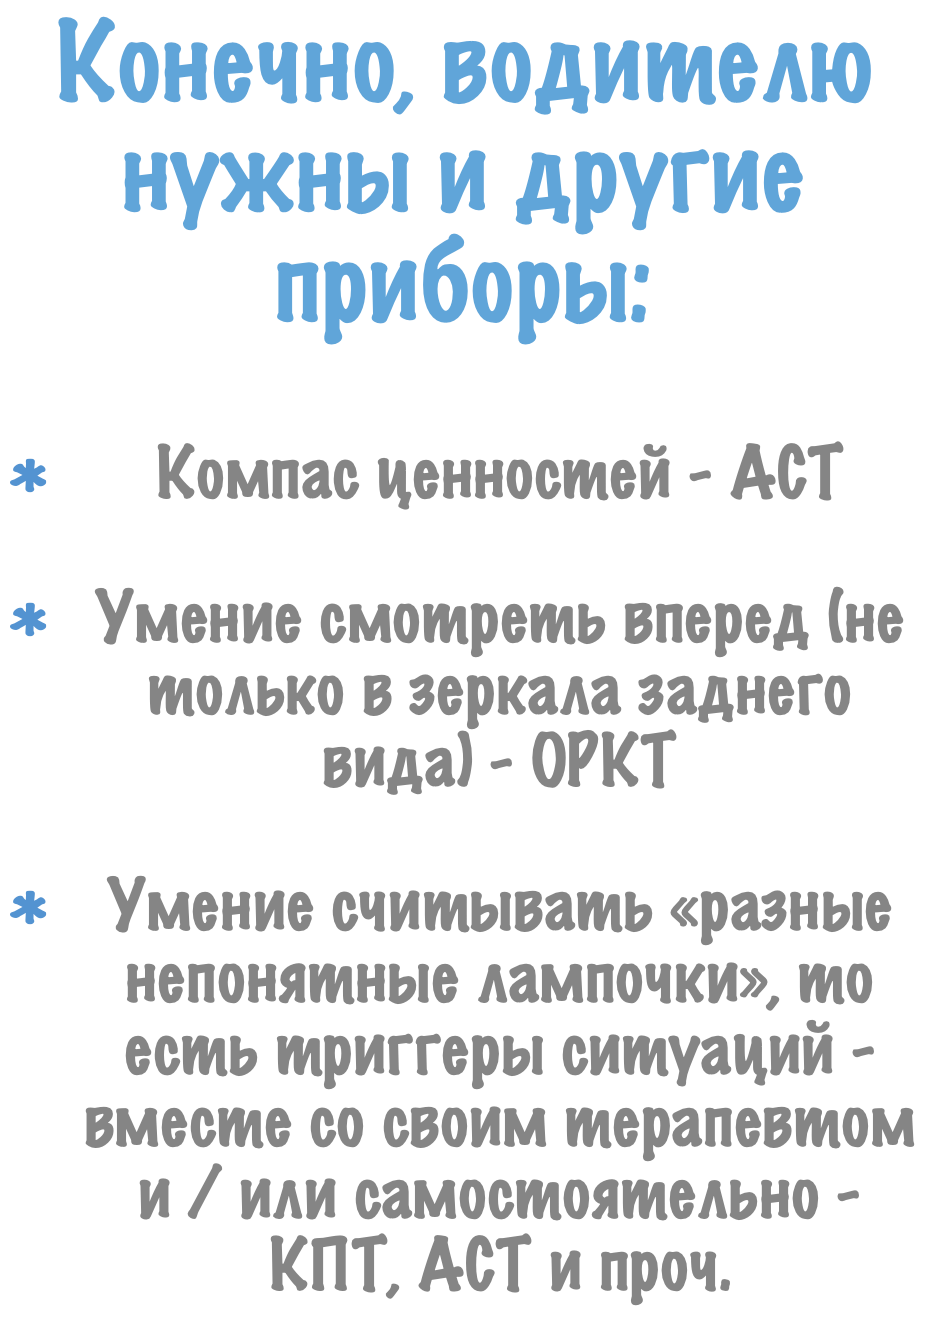 Конечно, водителю
нужны и другие
приборы:
* Компас ценностей - АСТ
* Умение смотреть вперед (не
только в зеркала заднего
вида) - ОРКТ
* Умение считывать «разные
непонятные лампочки», то
есть триггеры ситуаций -
вместе со своим терапевтом
и / или самостоятельно -
КПТ, АСТ и проч.